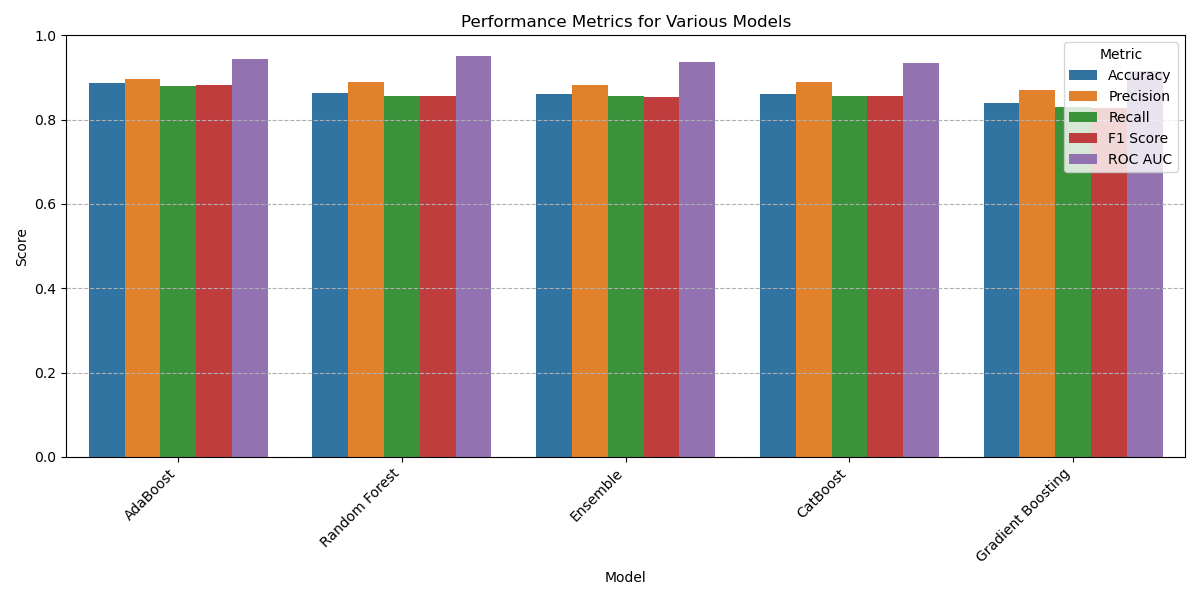 Performance Metrics for Various Models
1.0
0.8
0.6
0.4
0.2
0.0
Score
Metric
Accuracy
Precision
Recall
F1 Score
ROC AUC
AdaBoost
Random Forest
Ensemble
CatBoost
Gradient Boosting
Model